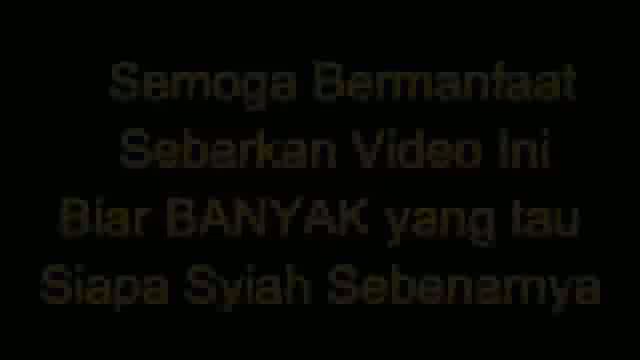 Semoga Bermanfaat
Sebarkan Video Ini
Biar BANYAK yang tau
Siapa Syiah Sebenarnya